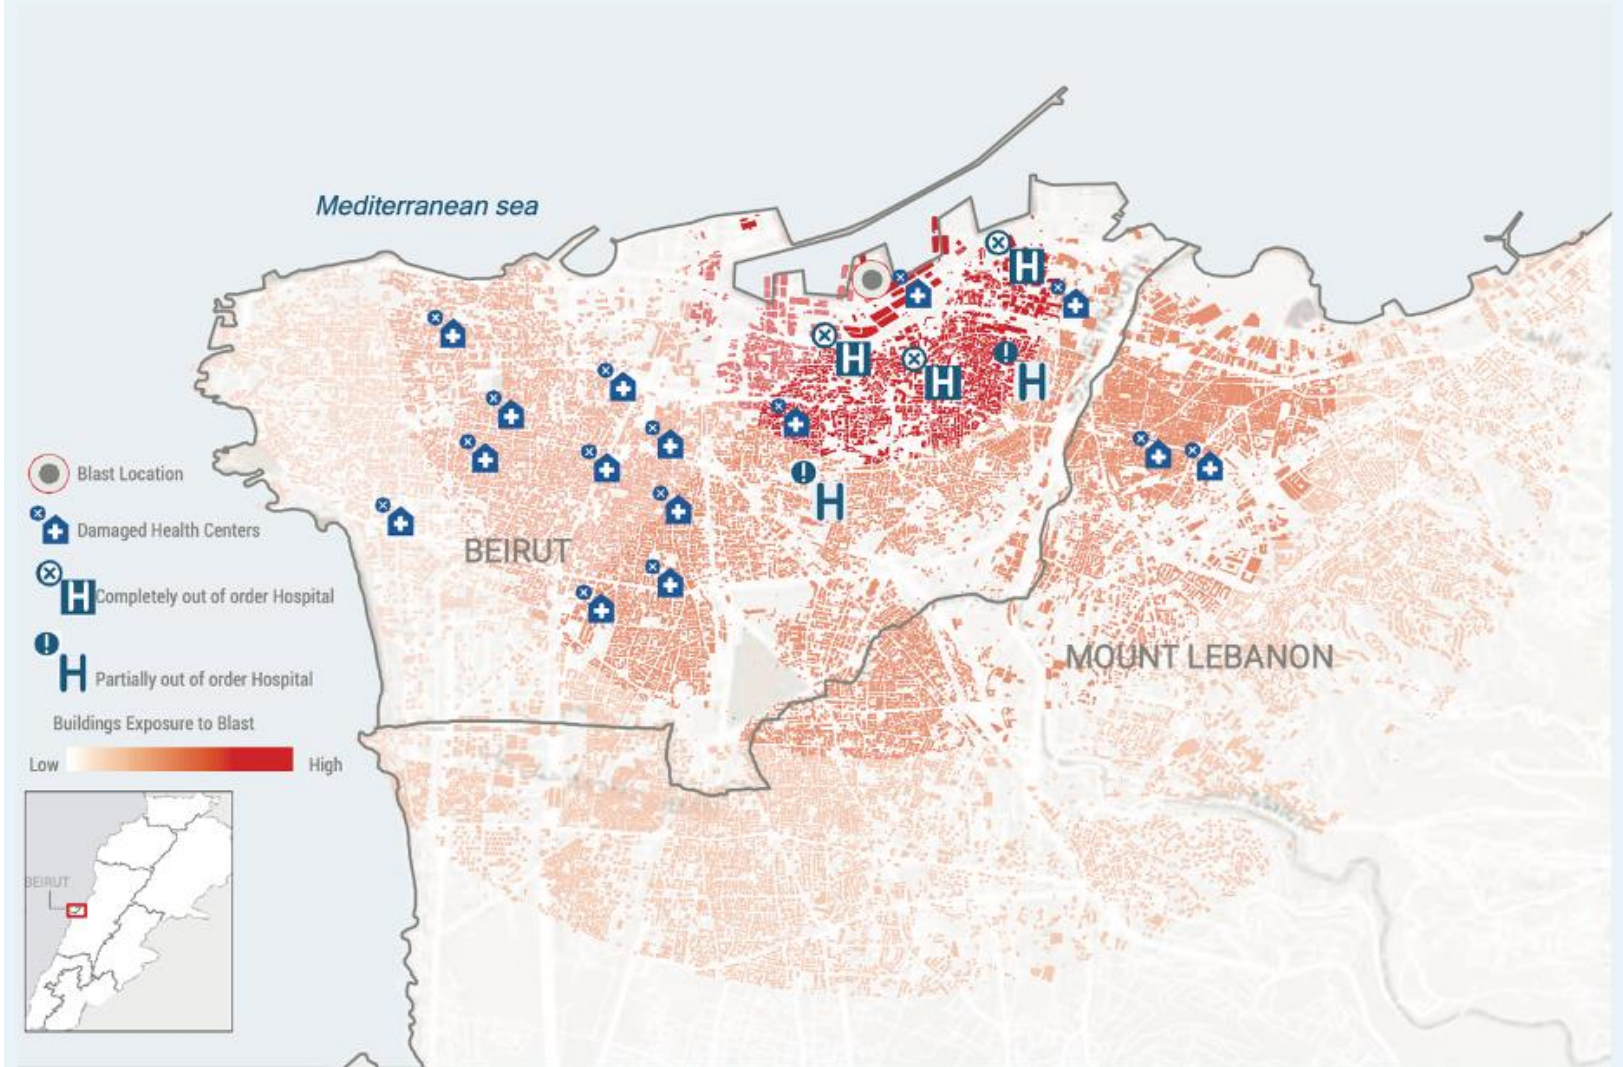 Mediterranean sea
Blast Location
Damaged Health Centers
BEIRUT
H
H
H
H
H
H
Completely out of order Hospital
MOUNT LEBANON
H
Partially out of order Hospital
Buildings Exposure to Blast
Low
High
BEIRUT